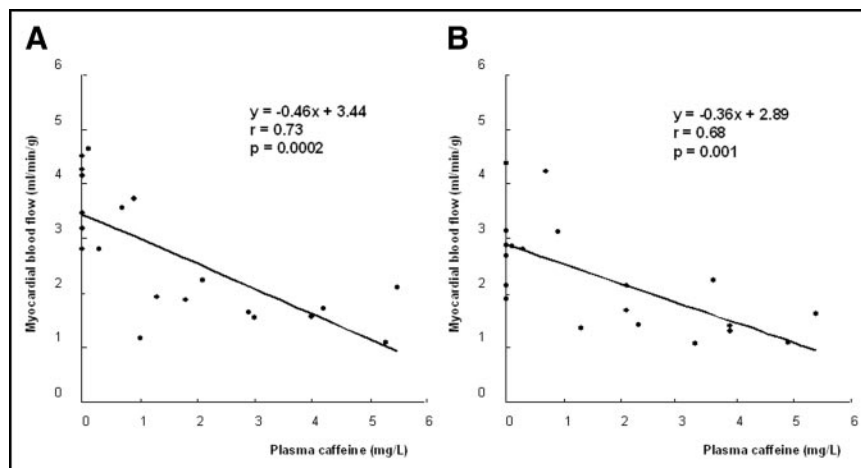 A
6
5
4
3
2
1
0
Myocardial blood flow (ml/min/g)
y = -0.46x + 3.44
r = 0.73
p = 0.0002
0 1 2 3 4 5 6
Plasma caffeine (mg/L)
B
6
5
4
3
2
1
0
Myocardial blood flow (ml/min/g)
y = -0.36x + 2.89
r = 0.68
p = 0.001
0 1 2 3 4 5 6
Plasma caffeine (mg/L)